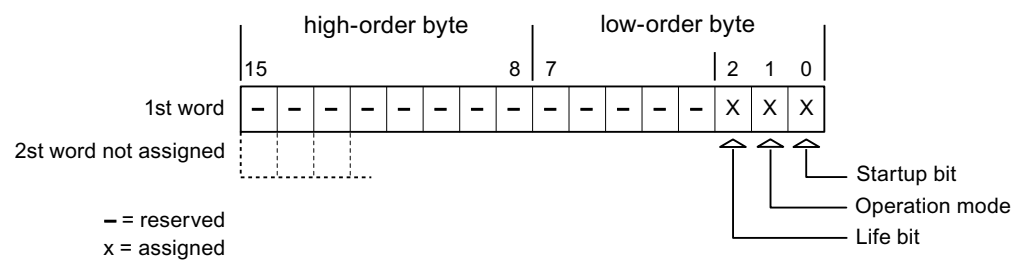 high-order byte low-order byte
15 8 7 2 1 0
1st word – – – – – – – – – – – – – X X X
2st word not assigned
Startup bit
– = reserved Operation mode
x = assigned Life bit